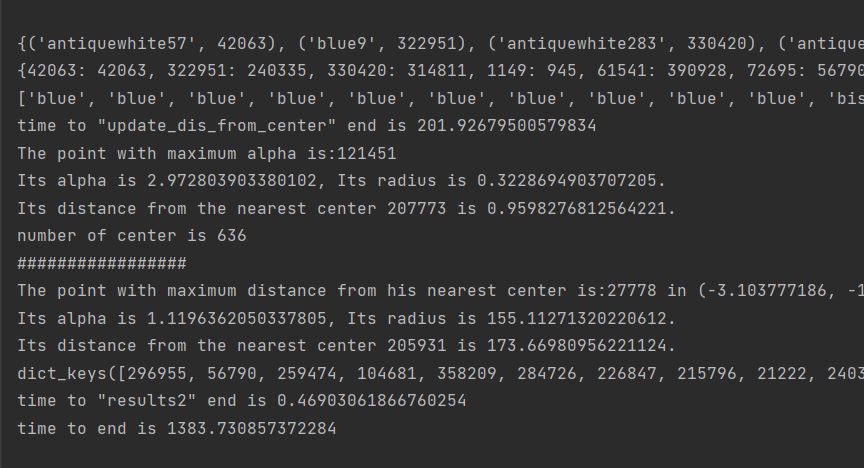 {('antiquewhite57', 42063), ('blue9', 322951), ('antiquewhite283', 330420), ('antique
{42063: 42063, 322951: 240335, 330420: 314811, 1149: 945, 61541: 390928, 72695: 56790
['blue', 'blue', 'blue', 'blue', 'blue', 'blue', 'blue', 'blue', 'blue', 'blue', 'bis
time to "update_dis_from_center" end is 201.92679500579834
The point with maximum alpha is:121451
Its alpha is 2.972803903380102, Its radius is 0.3228694903707205.
Its distance from the nearest center 207773 is 0.9598276812564221.
number of center is 636
#################
The point with maximum distance from his nearest center is:27778 in (-3.103777186, -1
Its alpha is 1.1196362050337805, Its radius is 155.11271320220612.
Its distance from the nearest center 205931 is 173.66980956221124.
dict_keys([296955, 56790, 259474, 104681, 358209, 284726, 226847, 215796, 21222, 2403
time to "results2" end is 0.46903061866760254
time to end is 1383.730857372284